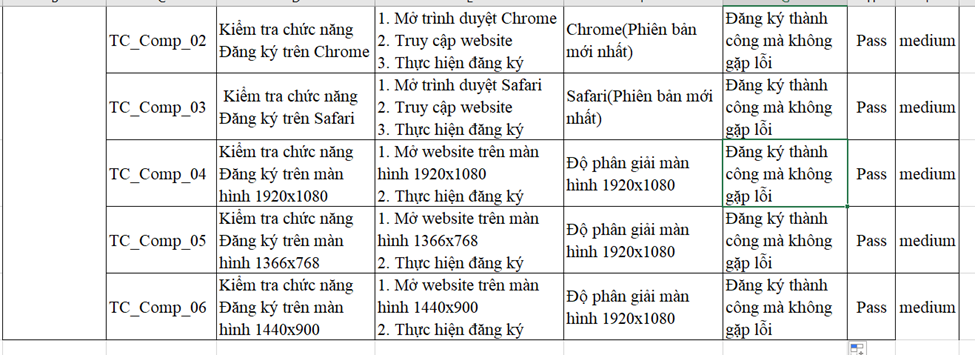 TC_Comp_02
Kiểm tra chức năng
Đăng ký trên Chrome
1. Mở trình duyệt Chrome
2. Truy cập website
3. Thực hiện đăng ký
Chrome(Phiên bản
mới nhất)
Đăng ký thành
công mà không
gặp lỗi
Pass
medium
TC_Comp_03
Kiểm tra chức năng
Đăng ký trên Safari
1. Mở trình duyệt Safari
2. Truy cập website
3. Thực hiện đăng ký
Safari(Phiên bản mới
nhất)
Đăng ký thành
công mà không
gặp lỗi
Pass
medium
TC_Comp_04
Kiểm tra chức năng
Đăng ký trên màn
hình 1920x1080
1. Mở website trên màn
hình 1920x1080
2. Thực hiện đăng ký
Độ phân giải màn
hình 1920x1080
Đăng ký thành
công mà không
gặp lỗi
Pass
medium
TC_Comp_05
Kiểm tra chức năng
Đăng ký trên màn
hình 1366x768
1. Mở website trên màn
hình 1366x768
2. Thực hiện đăng ký
Độ phân giải màn
hình 1920x1080
Đăng ký thành
công mà không
gặp lỗi
Pass
medium
TC_Comp_06
Kiểm tra chức năng
Đăng ký trên màn
hình 1440x900
1. Mở website trên màn
hình 1440x900
2. Thực hiện đăng ký
Độ phân giải màn
hình 1920x1080
Đăng ký thành
công mà không
gặp lỗi
Pass
medium